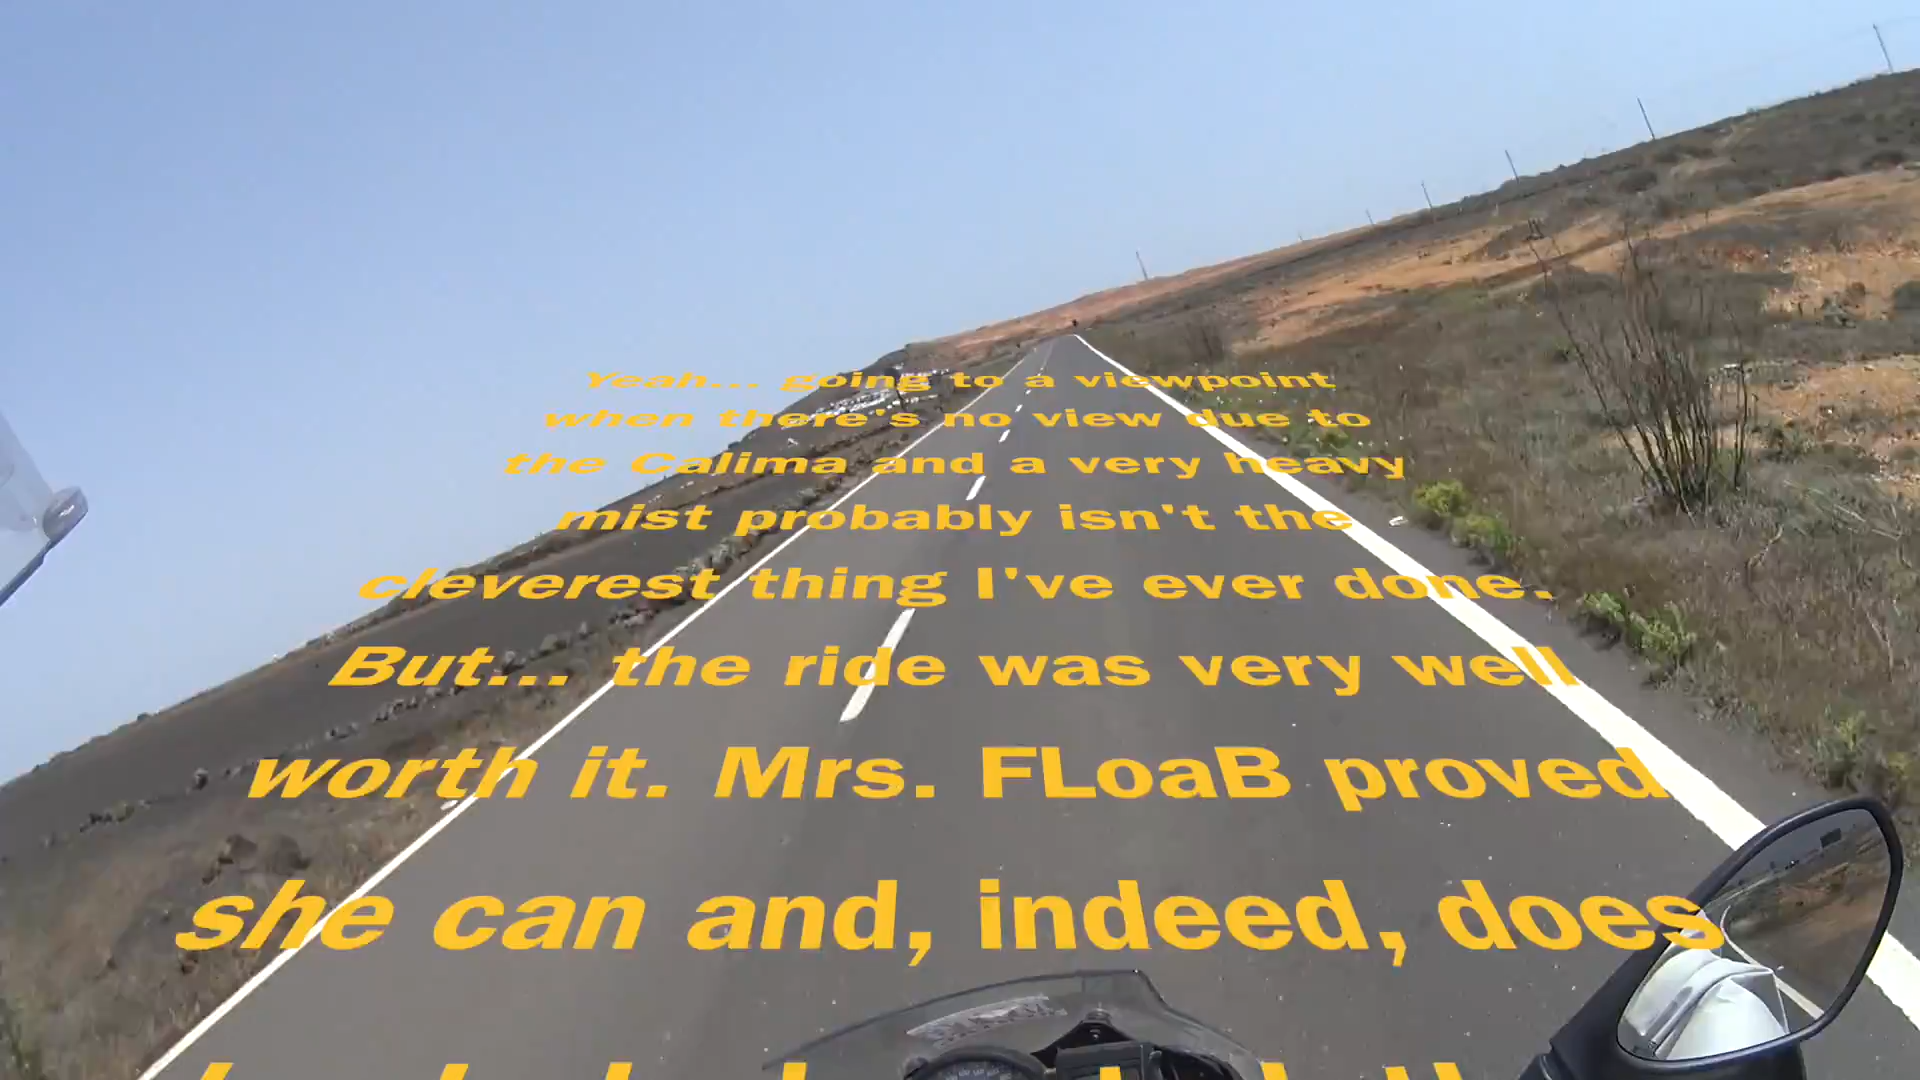 Yeah... going to a viewpoint
when there's no view due to
the Calima and a very heavy
mist probably isn't the
cleverest thing I've ever done.
But... the ride was very well
worth it. Mrs. FLoaB proved
she can and, indeed, does